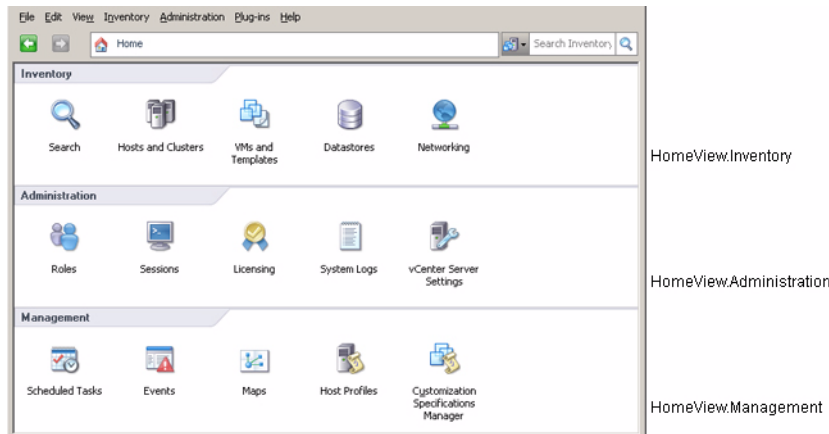 File Edit View Inventory Administration Plug-ins Help
Home
Search Inventory
Inventory
Search Hosts and Clusters VMs and Templates Datastores Networking
HomeView.Inventory
Administration
Roles Sessions Licensing System Logs vCenter Server Settings
HomeView.Administration
Management
Scheduled Tasks Events Maps Host Profiles Customization Specifications Manager
HomeView.Management